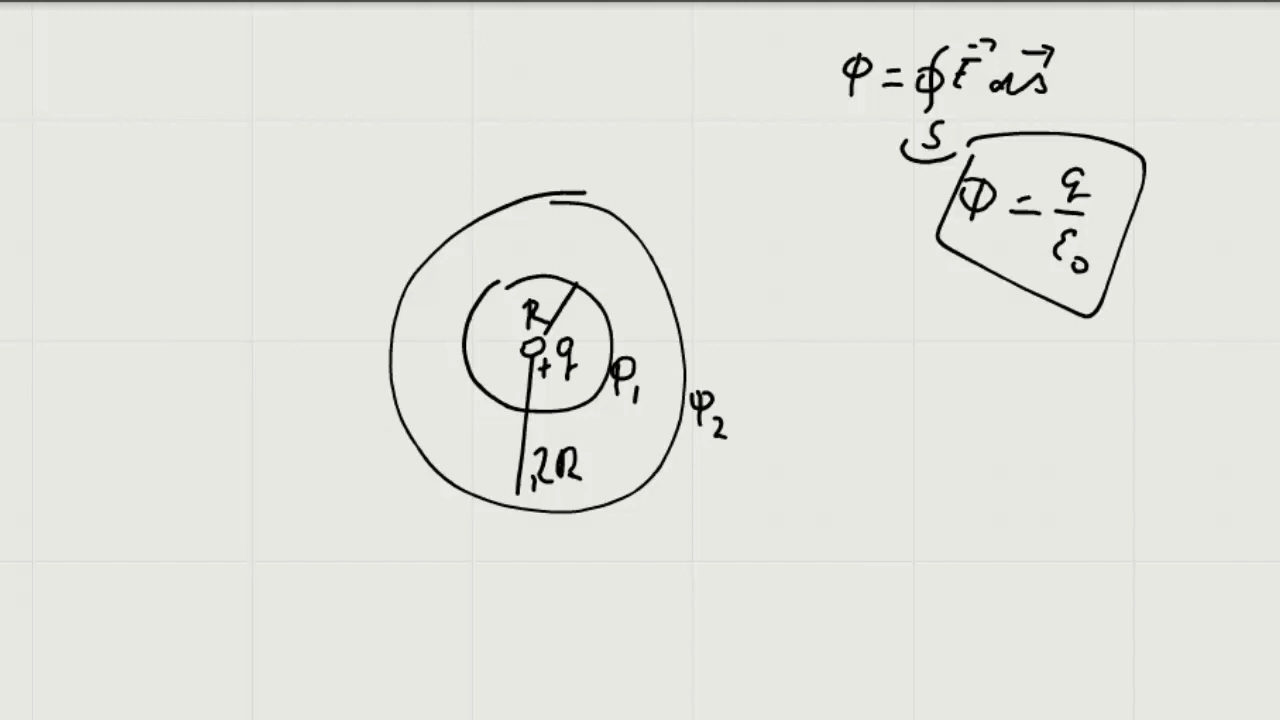 ϕ = ∮ E⃗ ds⃗
S
Φ = q / ε₀
R
+ q
φ₁
φ₂
2R